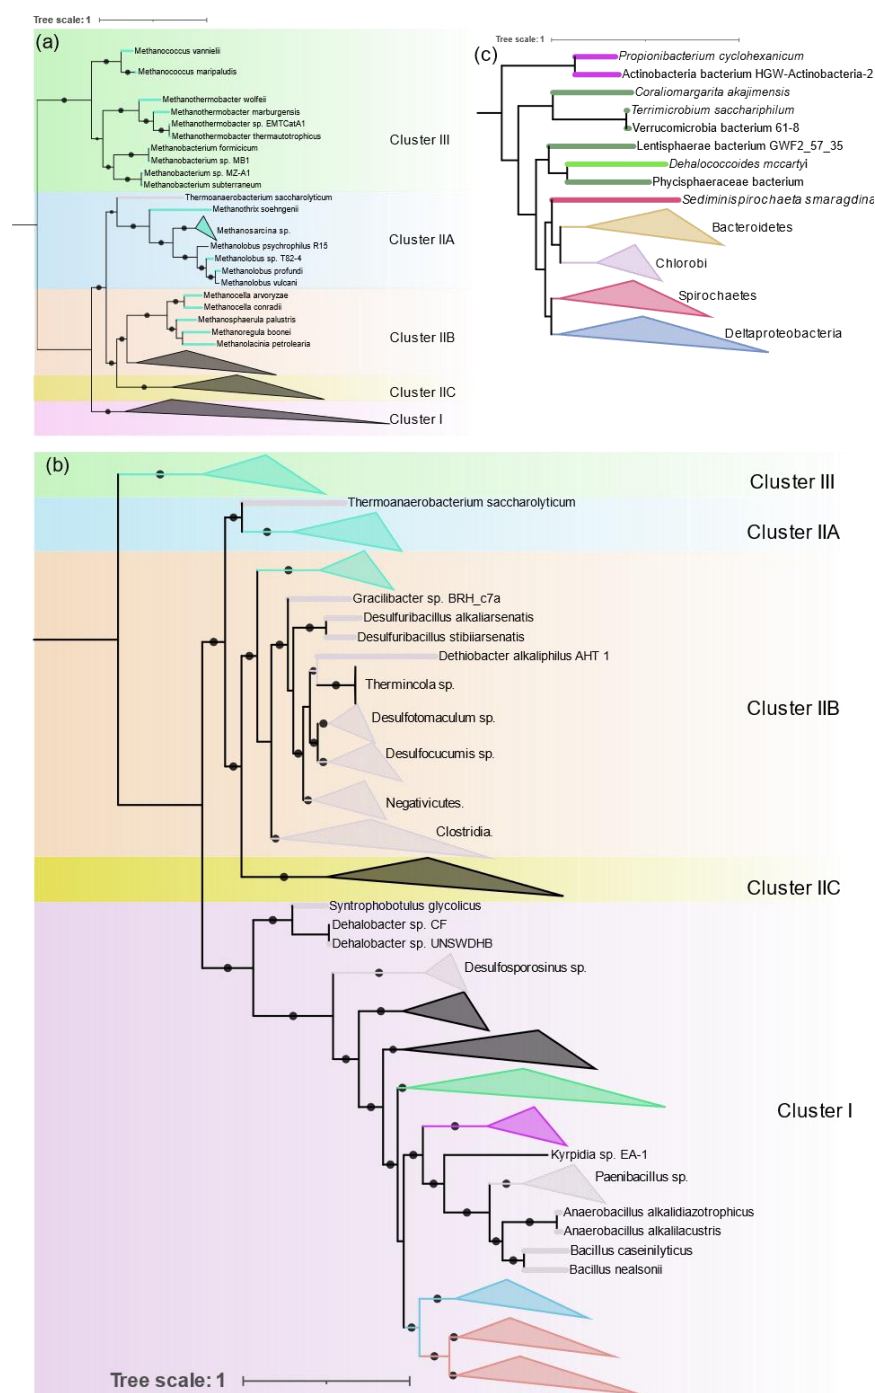 Tree scale: 1
(a)
Methanococcus vannielii
Methanococcus maripaludis
Methanothermobacter wolfeii
Methanothermobacter marburgensis
Methanothermobacter sp. EMTCatA1
Methanothermobacter thermautotrophicus
Methanobacterium formicicum
Methanobacterium sp. MB1
Methanobacterium sp. MZ-A1
Methanobacterium subterraneum
Cluster III
Thermoanaerobacterium saccharolyticum
Methanothrix soehngenii
Methanosarcina sp.
Methanolobus psychrophilus R15
Methanolobus sp. T82-4
Methanolobus profundi
Methanolobus vulcani
Cluster IIA
Methanocella arvoryzae
Methanocella conradii
Methanosphaerula palustris
Methanoregula boonei
Methanolacinia petrolearia
Cluster IIB
Cluster IIC
Cluster I
Tree scale: 1
(c)
Propionibacterium cyclohexanicum
Actinobacteria bacterium HGW-Actinobacteria-2
Coraliomargarita akajimensis
Terrimicrobium sacchariphilum
Verrucomicrobia bacterium 61-8
Lentisphaerae bacterium GWF2_57_35
Dehalococcoides mccartyi
Phycisphaeraceae bacterium
Sediminispirochaeta smaragdina
Bacteroidetes
Chlorobi
Spirochaetes
Deltaproteobacteria
(b)
Cluster III
Thermoanaerobacterium saccharolyticum
Cluster IIA
Gracilibacter sp. BRH_c7a
Desulfuribacillus alkaliarsenatis
Desulfuribacillus stibiiarsenatis
Dethiobacter alkaliphilus AHT 1
Thermincola sp.
Desulfotomaculum sp.
Desulfocucumis sp.
Negativicutes.
Clostridia.
Cluster IIB
Cluster IIC
Syntrophobotulus glycolicus
Dehalobacter sp. CF
Dehalobacter sp. UNSWDHB
Desulfosporosinus sp.
Cluster I
Kyrpidia sp. EA-1
Paenibacillus sp.
Anaerobacillus alkalidiazotrophicus
Anaerobacillus alkalilacustris
Bacillus caseinilyticus
Bacillus nealsonii
Tree scale: 1